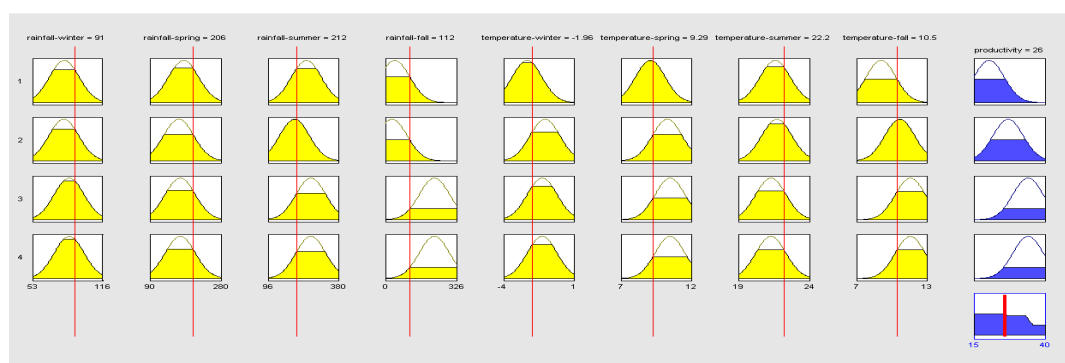 rainfall-winter = 91 rainfall-spring = 206 rainfall-summer = 212 rainfall-fall = 112 temperature-winter = -1.96 temperature-spring = 9.29 temperature-summer = 22.2 temperature-fall = 10.5
productivity = 26
1
2
3
4
53 116 90 280 96 380 0 326 -4 1 7 12 19 24 7 13
15 40